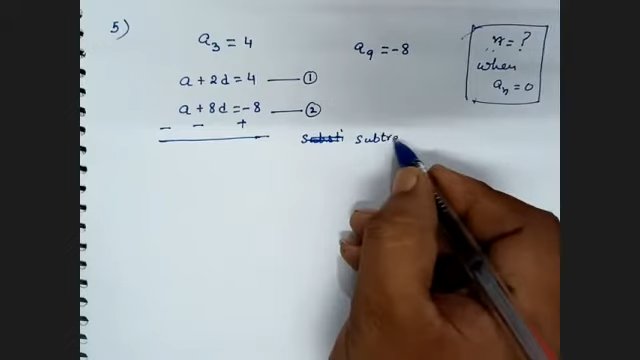 5)
a₃ = 4
a₉ = -8
n = ?
when
aₙ = 0
a + 2d = 4 —— ①
a + 8d = -8 —— ②
- - +
substi subtra